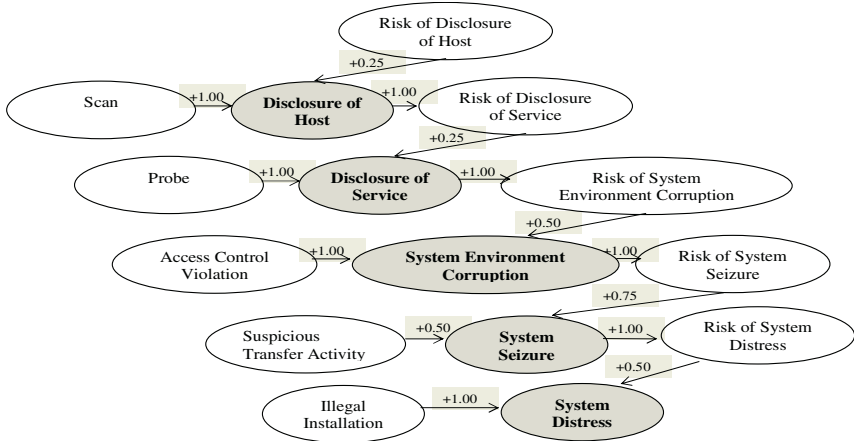 Risk of Disclosure
of Host
+0.25
Scan
+1.00
Disclosure of
Host
+1.00
Risk of Disclosure
of Service
+0.25
Probe
+1.00
Disclosure of
Service
+1.00
Risk of System
Environment Corruption
+0.50
Access Control
Violation
+1.00
System Environment
Corruption
+1.00
Risk of System
Seizure
+0.75
Suspicious
Transfer Activity
+0.50
System
Seizure
+1.00
Risk of System
Distress
+0.50
Illegal
Installation
+1.00
System
Distress